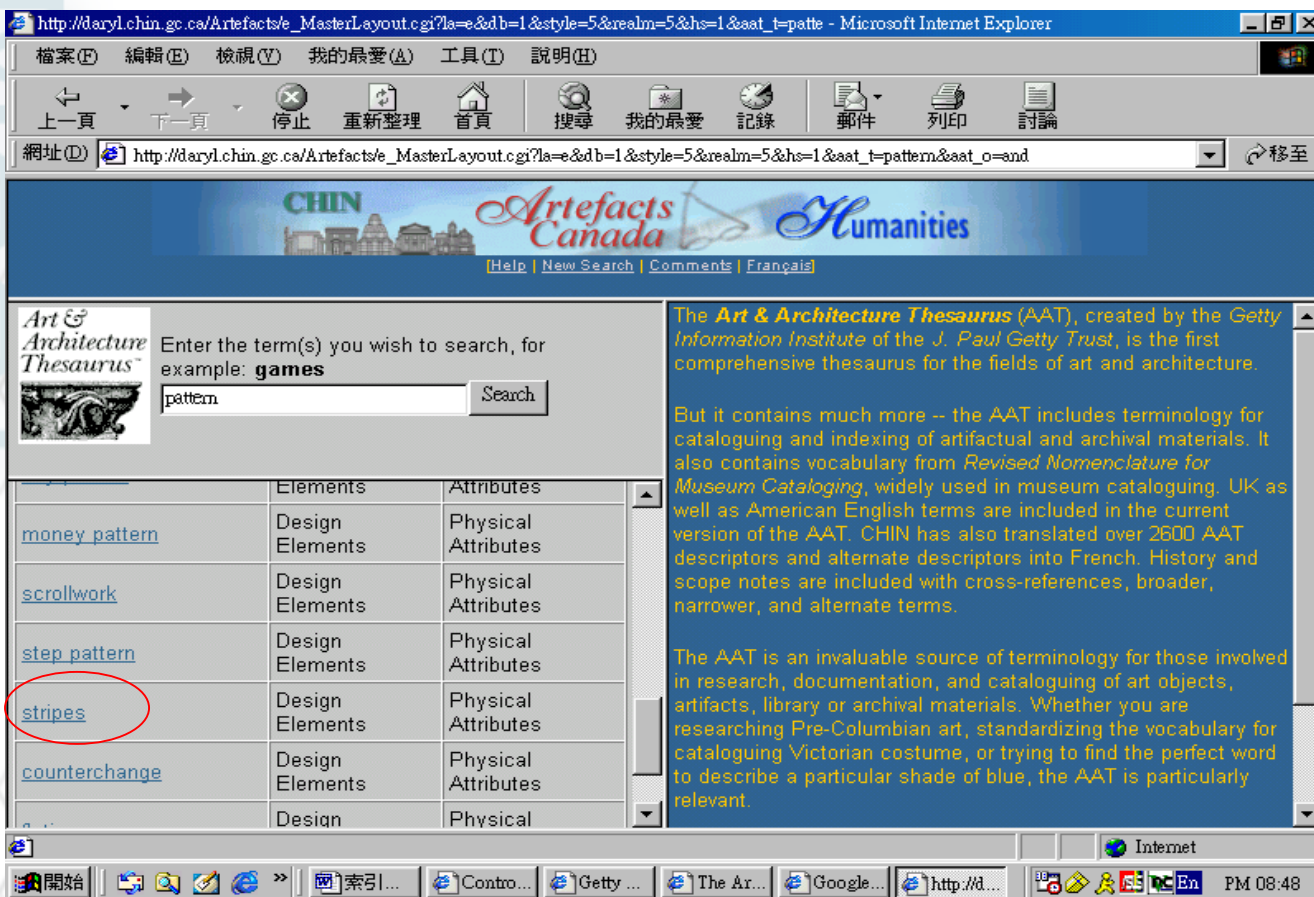 http://daryl.chin.gc.ca/Artefacts/e_MasterLayout.cgi?la=e&db=1&style=5&realm=5&hs=1&aat_t=patte - Microsoft Internet Explorer
檔案(F) 編輯(E) 檢視(V) 我的最愛(A) 工具(T) 說明(H)
上一頁 下一頁 停止 重新整理 首頁 搜尋 我的最愛 記錄 郵件 列印 討論
網址(D) http://daryl.chin.gc.ca/Artefacts/e_MasterLayout.cgi?la=e&db=1&style=5&realm=5&hs=1&aat_t=pattern&aat_o=and 移至
CHIN Artefacts Canada Humanities
[Help | New Search | Comments | Français]
Art &
Architecture
Thesaurus™
Enter the term(s) you wish to search, for
example: games
pattern Search
Elements Attributes
money pattern Design Elements Physical Attributes
scrollwork Design Elements Physical Attributes
step pattern Design Elements Physical Attributes
stripes Design Elements Physical Attributes
counterchange Design Elements Physical Attributes
Design Physical
The Art & Architecture Thesaurus (AAT), created by the Getty
Information Institute of the J. Paul Getty Trust, is the first
comprehensive thesaurus for the fields of art and architecture.
But it contains much more -- the AAT includes terminology for
cataloguing and indexing of artifactual and archival materials. It
also contains vocabulary from Revised Nomenclature for
Museum Cataloging, widely used in museum cataloguing. UK as
well as American English terms are included in the current
version of the AAT. CHIN has also translated over 2600 AAT
descriptors and alternate descriptors into French. History and
scope notes are included with cross-references, broader,
narrower, and alternate terms.
The AAT is an invaluable source of terminology for those involved
in research, documentation, and cataloguing of art objects,
artifacts, library or archival materials. Whether you are
researching Pre-Columbian art, standardizing the vocabulary for
cataloguing Victorian costume, or trying to find the perfect word
to describe a particular shade of blue, the AAT is particularly
relevant.
Internet
開始 » 索引... Contro... Getty ... The Ar... Google... http://d... En PM 08:48